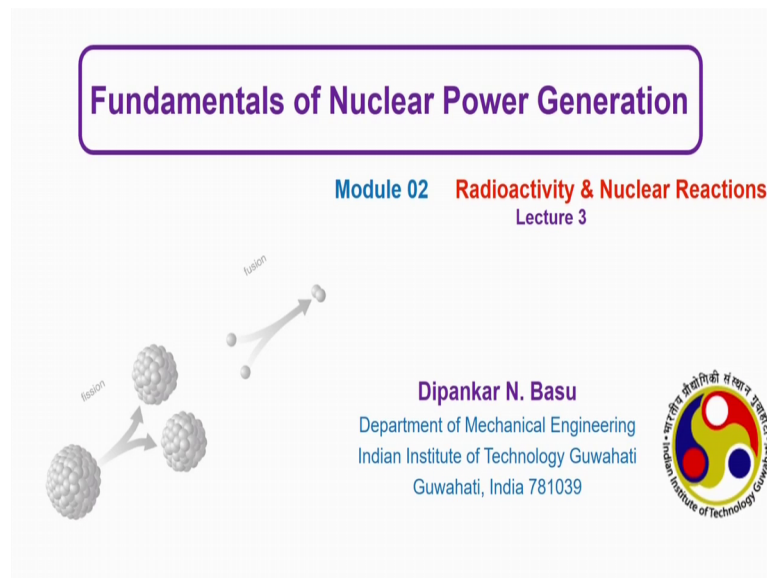 Fundamentals of Nuclear Power Generation
Module 02 Radioactivity & Nuclear Reactions
Lecture 3
fusion
fission
Dipankar N. Basu
Department of Mechanical Engineering
Indian Institute of Technology Guwahati
Guwahati, India 781039
भारतीय प्रौद्योगिकी संस्थान
Indian Institute of Technology